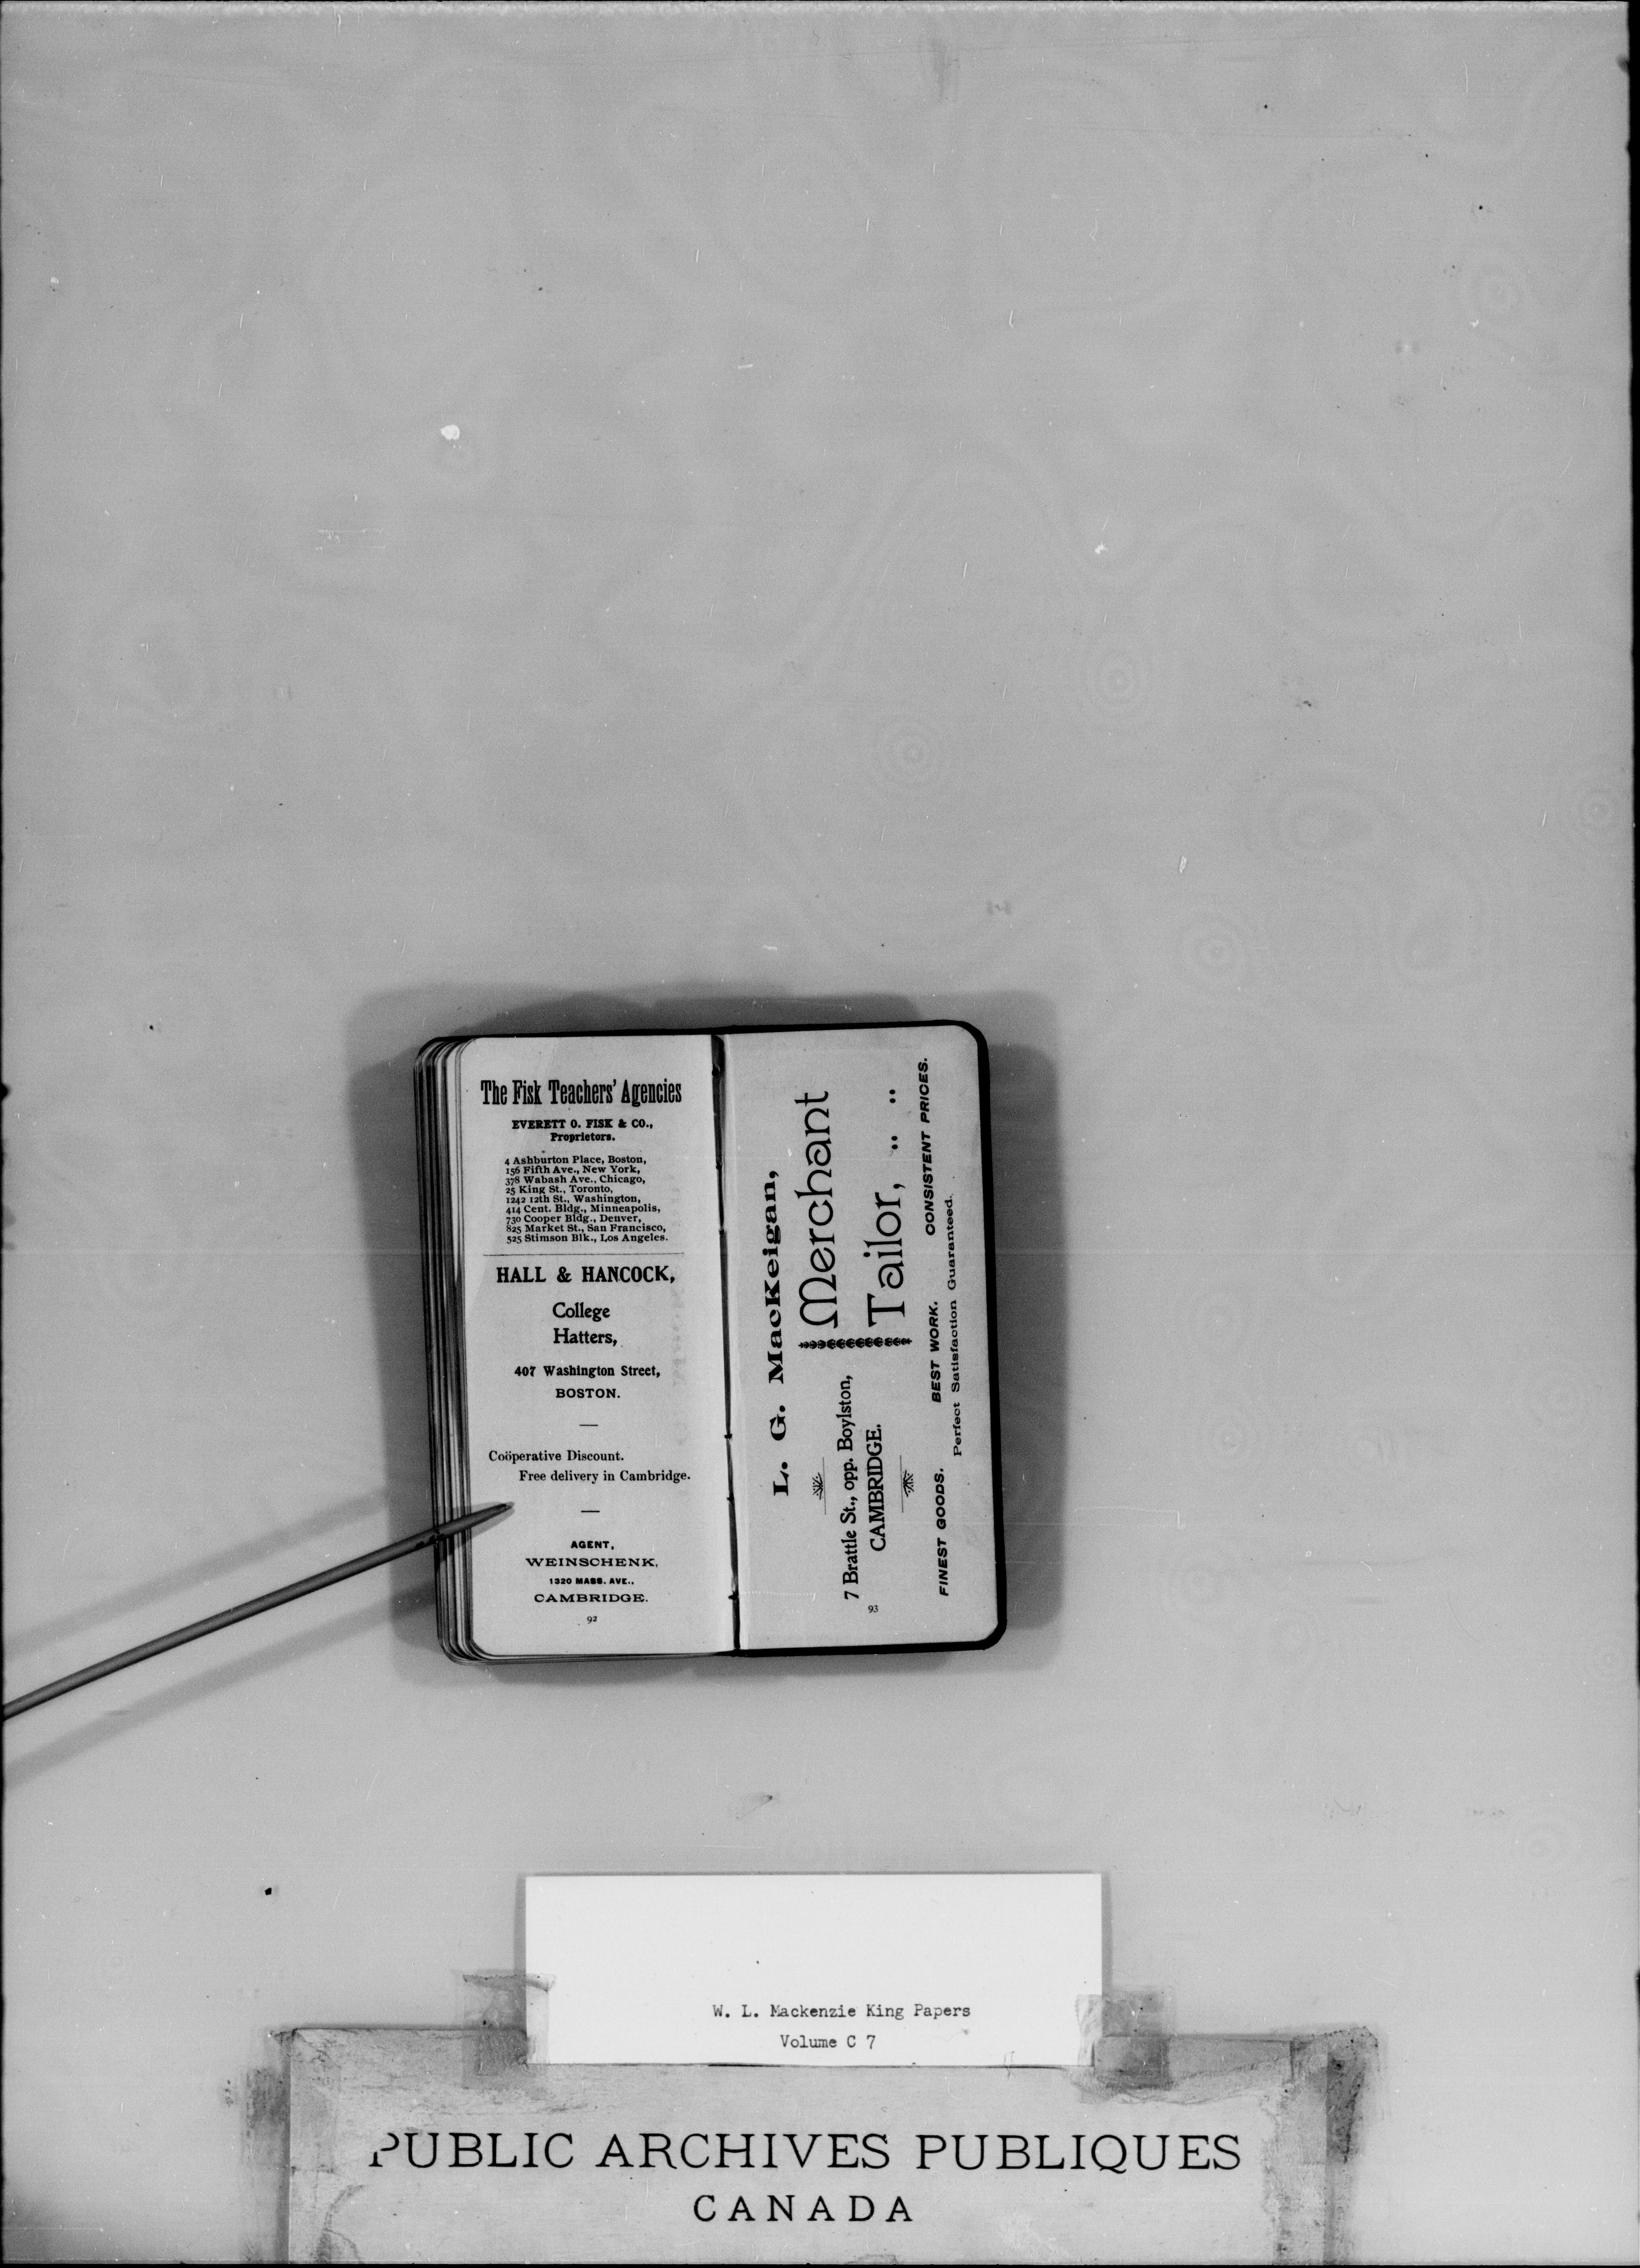 The Fisk Teachers' Agencies
EVERETT O. FISK & CO.,
Proprietors.
4 Ashburton Place, Boston,
156 Fifth Ave., New York,
378 Wabash Ave., Chicago,
25 King St., Toronto,
1242 12th St., Washington,
414 Cent. Bldg., Minneapolis,
730 Cooper Bldg., Denver,
825 Market St., San Francisco,
525 Stimson Blk., Los Angeles.
HALL & HANCOCK,
College
Hatters,
407 Washington Street,
BOSTON.
Coöperative Discount.
Free delivery in Cambridge.
AGENT,
WEINSCHENK,
1320 MASS. AVE.,
CAMBRIDGE.
92
L. G. MacKeigan,
Merchant
Tailor,
7 Brattle St., opp. Boylston,
CAMBRIDGE.
FINEST GOODS. BEST WORK. CONSISTENT PRICES.
Perfect Satisfaction Guaranteed.
93
W. L. Mackenzie King Papers
Volume C 7
PUBLIC ARCHIVES PUBLIQUES
CANADA